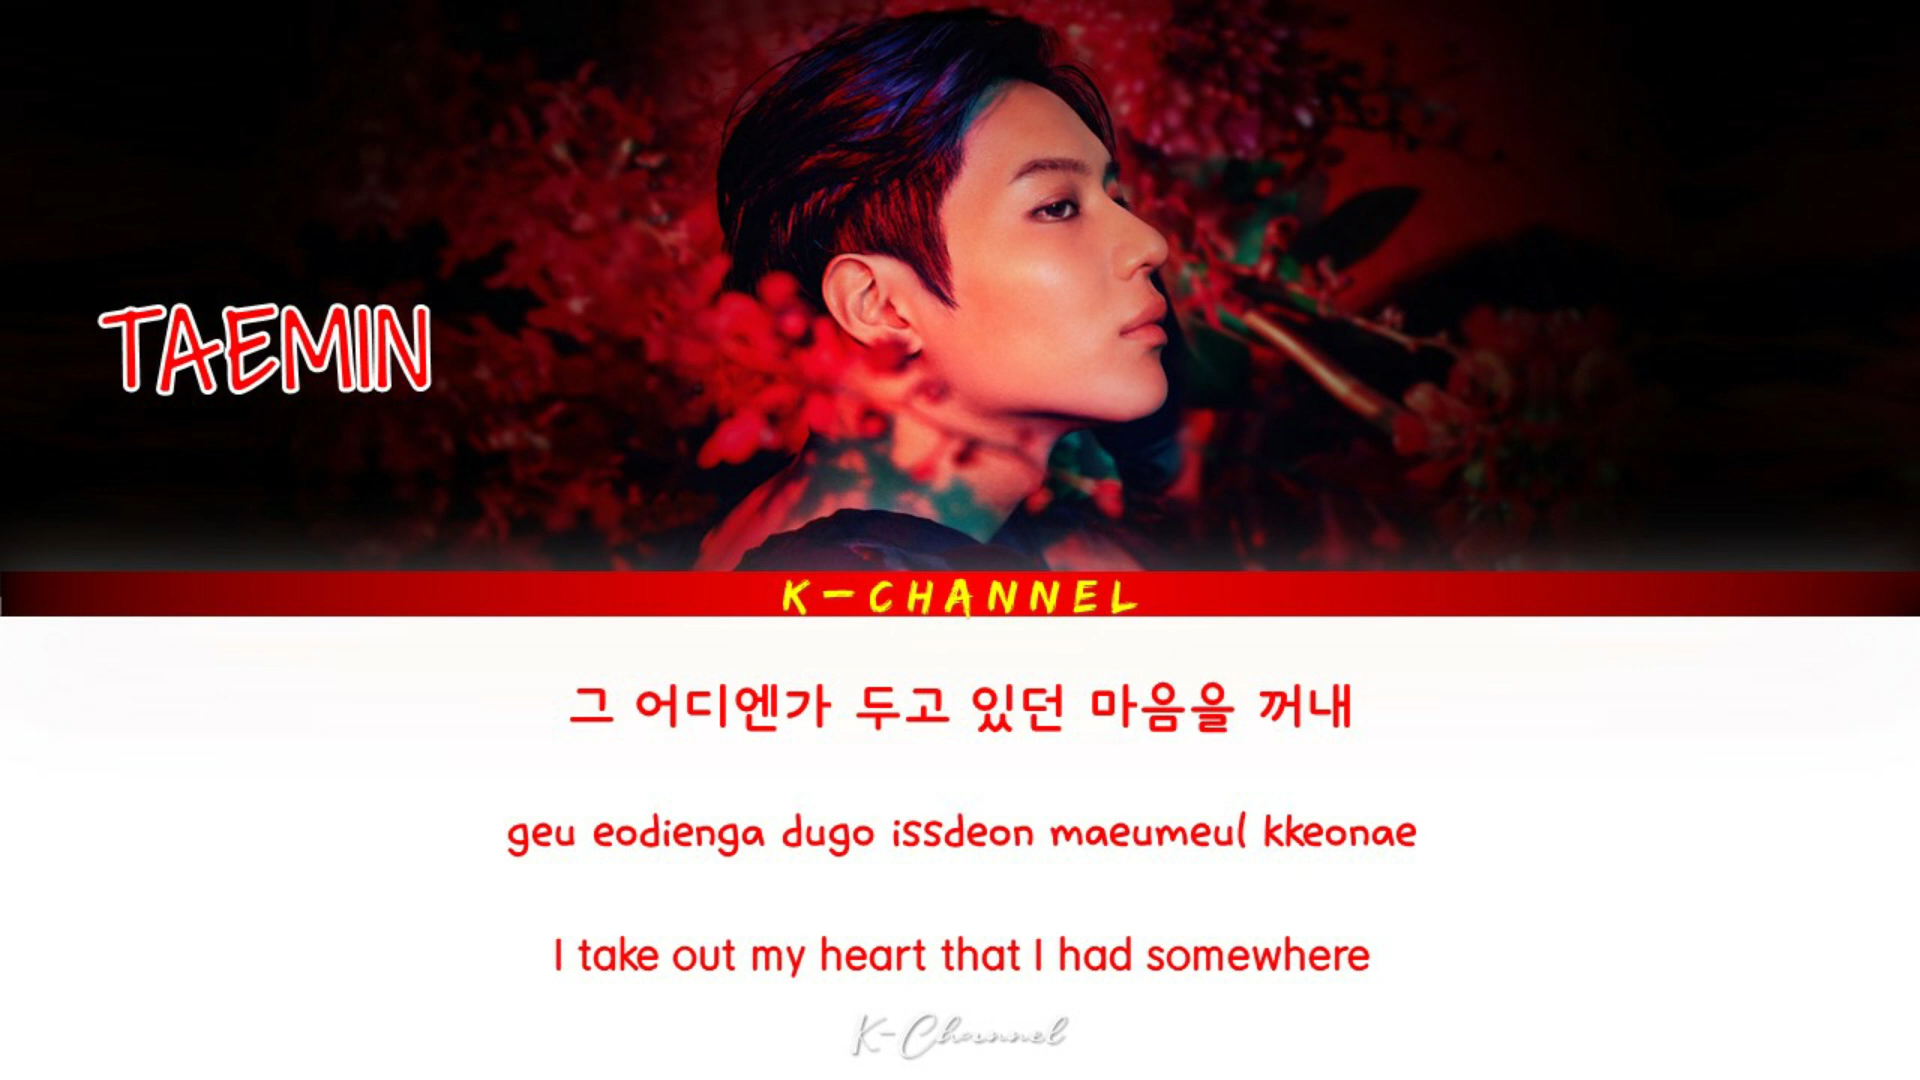 TAEMIN
K-CHANNEL
그 어디엔가 두고 있던 마음을 꺼내
geu eodienga dugo issdeon maeumeul kkeonae
I take out my heart that I had somewhere
K-Channel